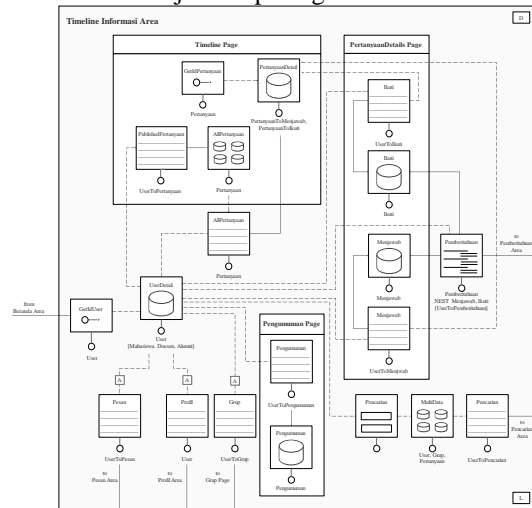 Timeline Informasi Area
D
Timeline Page
PertanyaanDetails Page
GetIdPertanyaan
Pertanyaan
PertanyaanDetail
PertanyaanToMenjawab,
PertanyaanToIkuti
Ikuti
UserToIkuti
PublishedPertanyaan
UserToPertanyaan
AllPertanyaan
Pertanyaan
Ikuti
Ikuti
AllPertanyaan
Pertanyaan
Menjawab
Menjawab
Pemberitahuan
Pemberitahuan
NEST Menjawab, Ikuti
[UserToPemberitahuan]
to
Pemberitahuan
Area
from
Beranda Area
GetIdUser
User
UserDetail
User
[Mahasiswa, Dosen, Alumni]
Menjawab
UserToMenjwab
Pengumuman Page
Pengumuman
UserToPengumuman
Pengumuman
Pengumuman
A
A
A
Pesan
UserToPesan
Profil
User
Grup
UserToGrup
Pencarian
MultiData
User, Grup,
Pertanyaan
Pencarian
UserToPencarian
to
Pencarian
Area
to
Pesan Area
to
Profil Area
to
Grup Page
L